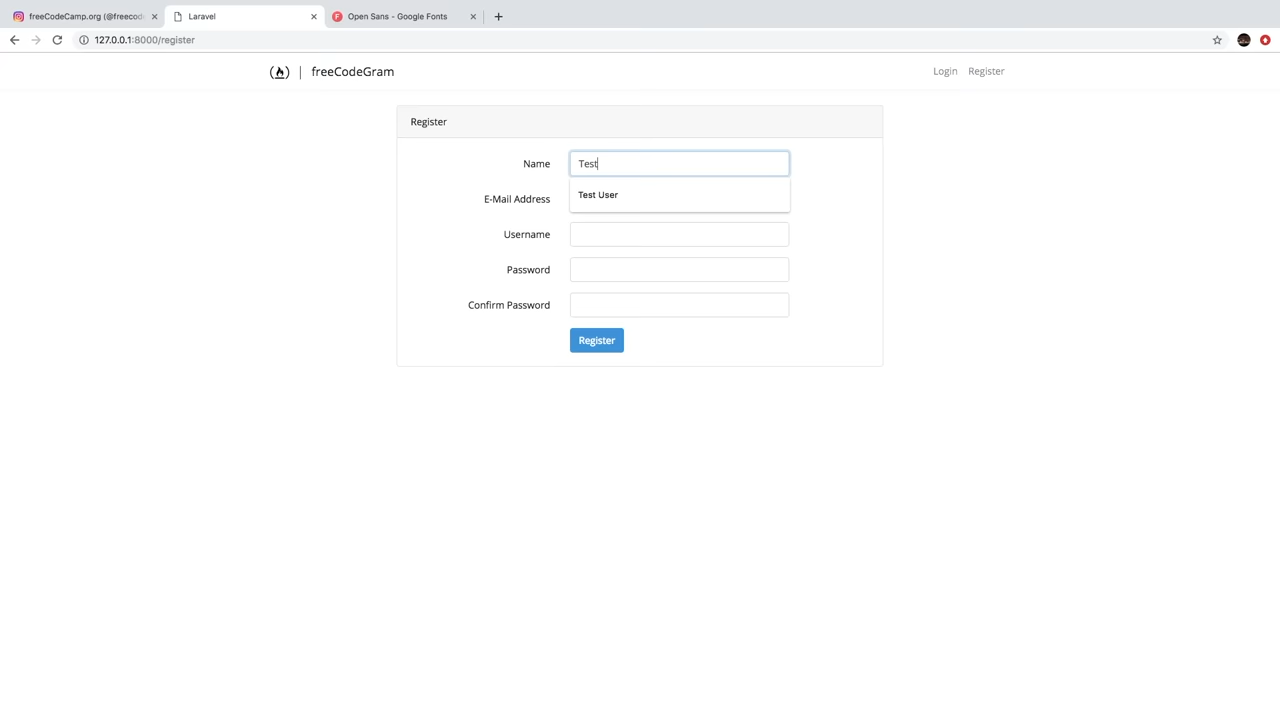 freeCodeCamp.org (@freecode
Laravel
Open Sans - Google Fonts
127.0.0.1:8000/register
freeCodeGram
Login Register
Register
Name Test
Test User
E-Mail Address
Username
Password
Confirm Password
Register